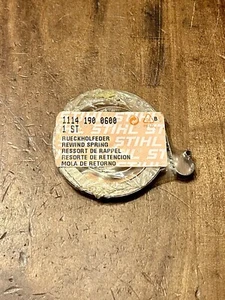 1114 190 0600
1 ST
RUECKHOLFEDER
REWIND SPRING
RESSORT DE RAPPEL
RESORTE DE RETENCION
MOLA DE RETORNO
STIHL